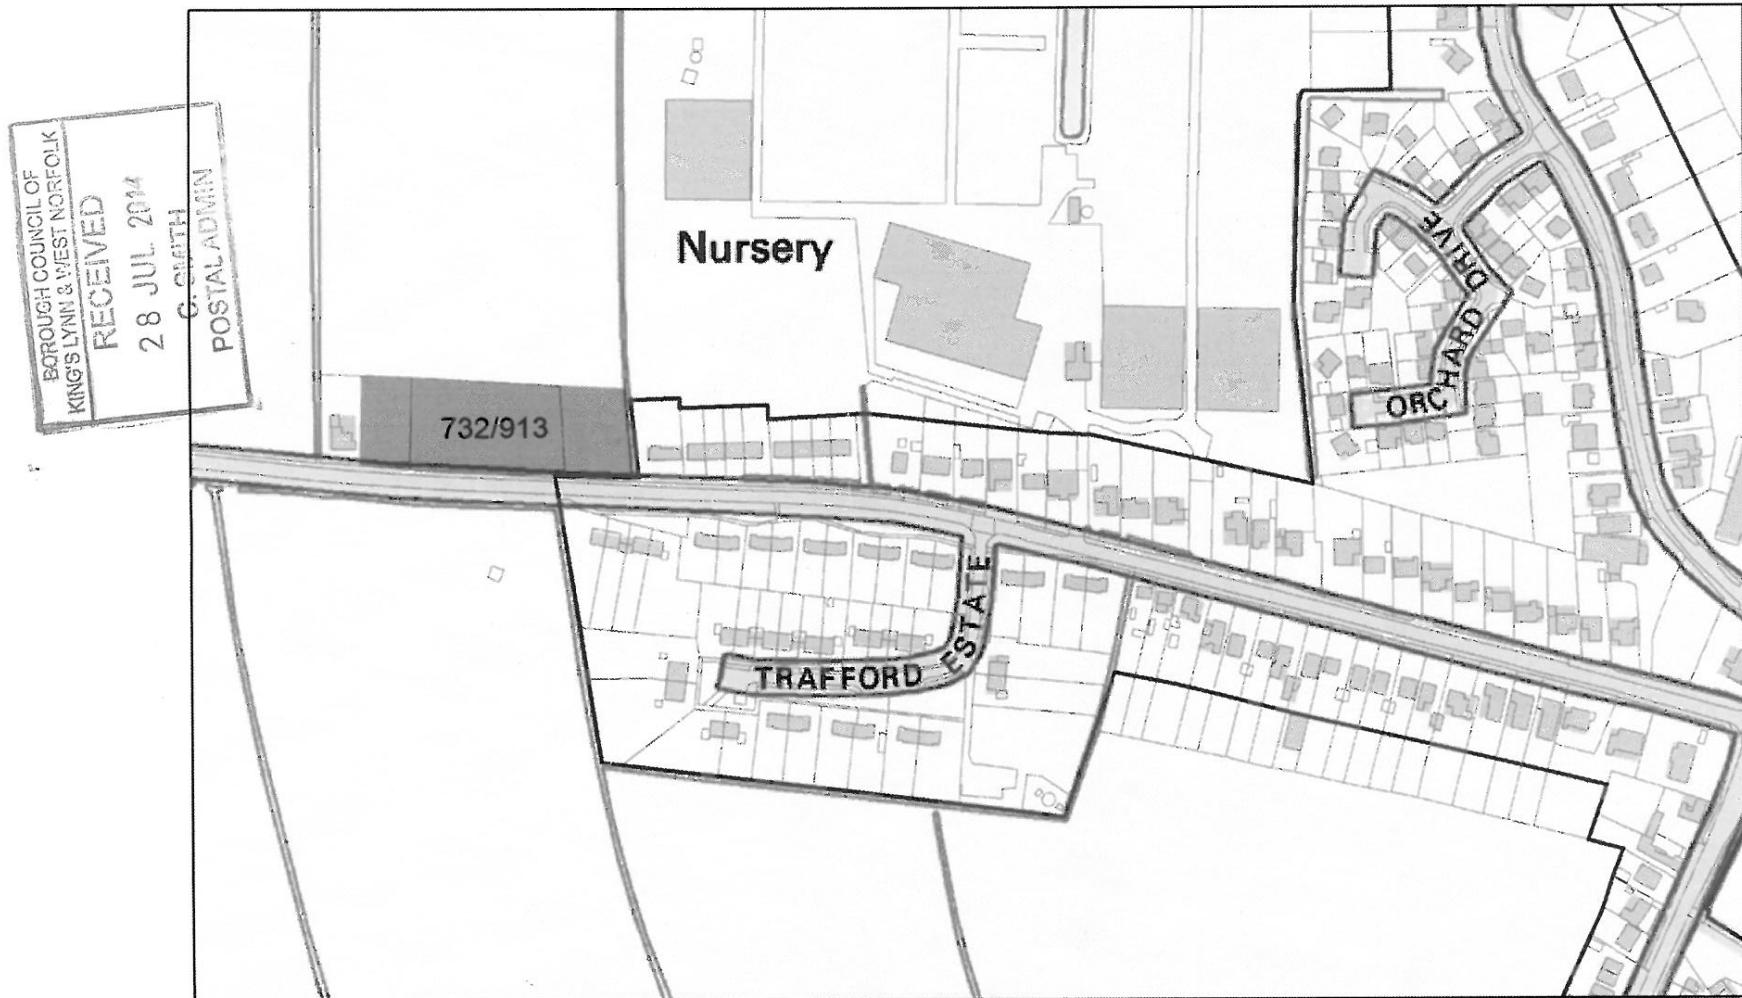 BOROUGH COUNCIL OF
KING'S LYNN & WEST NORFOLK
RECEIVED
28 JUL 2014
C. SMITH
POSTAL ADMIN
Nursery
732/913
ORCHARD DRIVE
TRAFFORD ESTATE